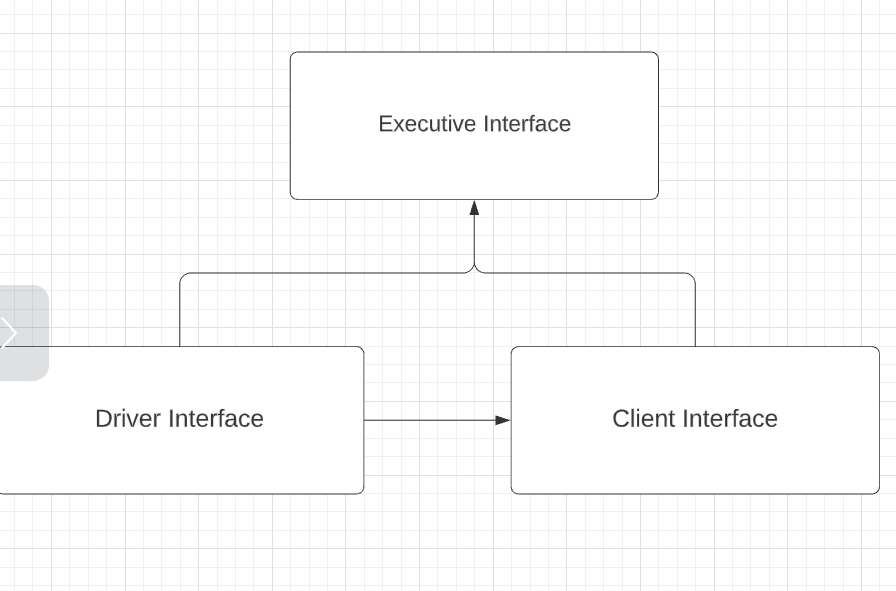 Executive Interface
Driver Interface
Client Interface